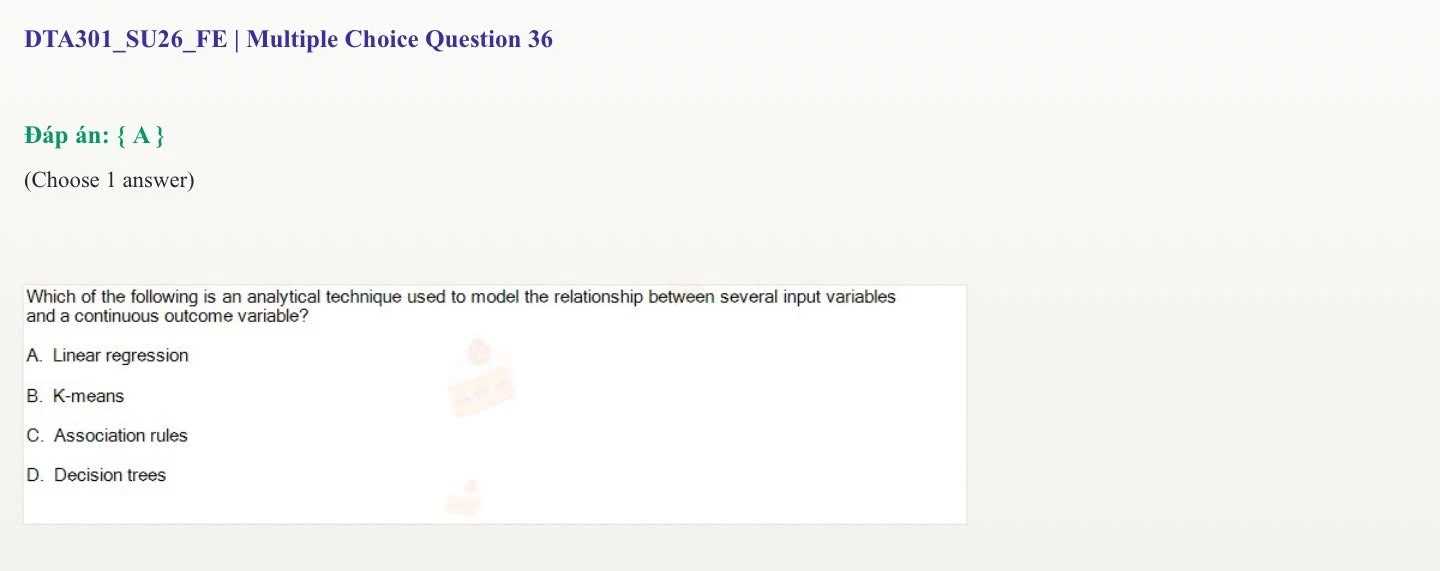 DTA301_SU26_FE | Multiple Choice Question 36
Đáp án: { A }
(Choose 1 answer)
Which of the following is an analytical technique used to model the relationship between several input variables
and a continuous outcome variable?
A. Linear regression
B. K-means
C. Association rules
D. Decision trees